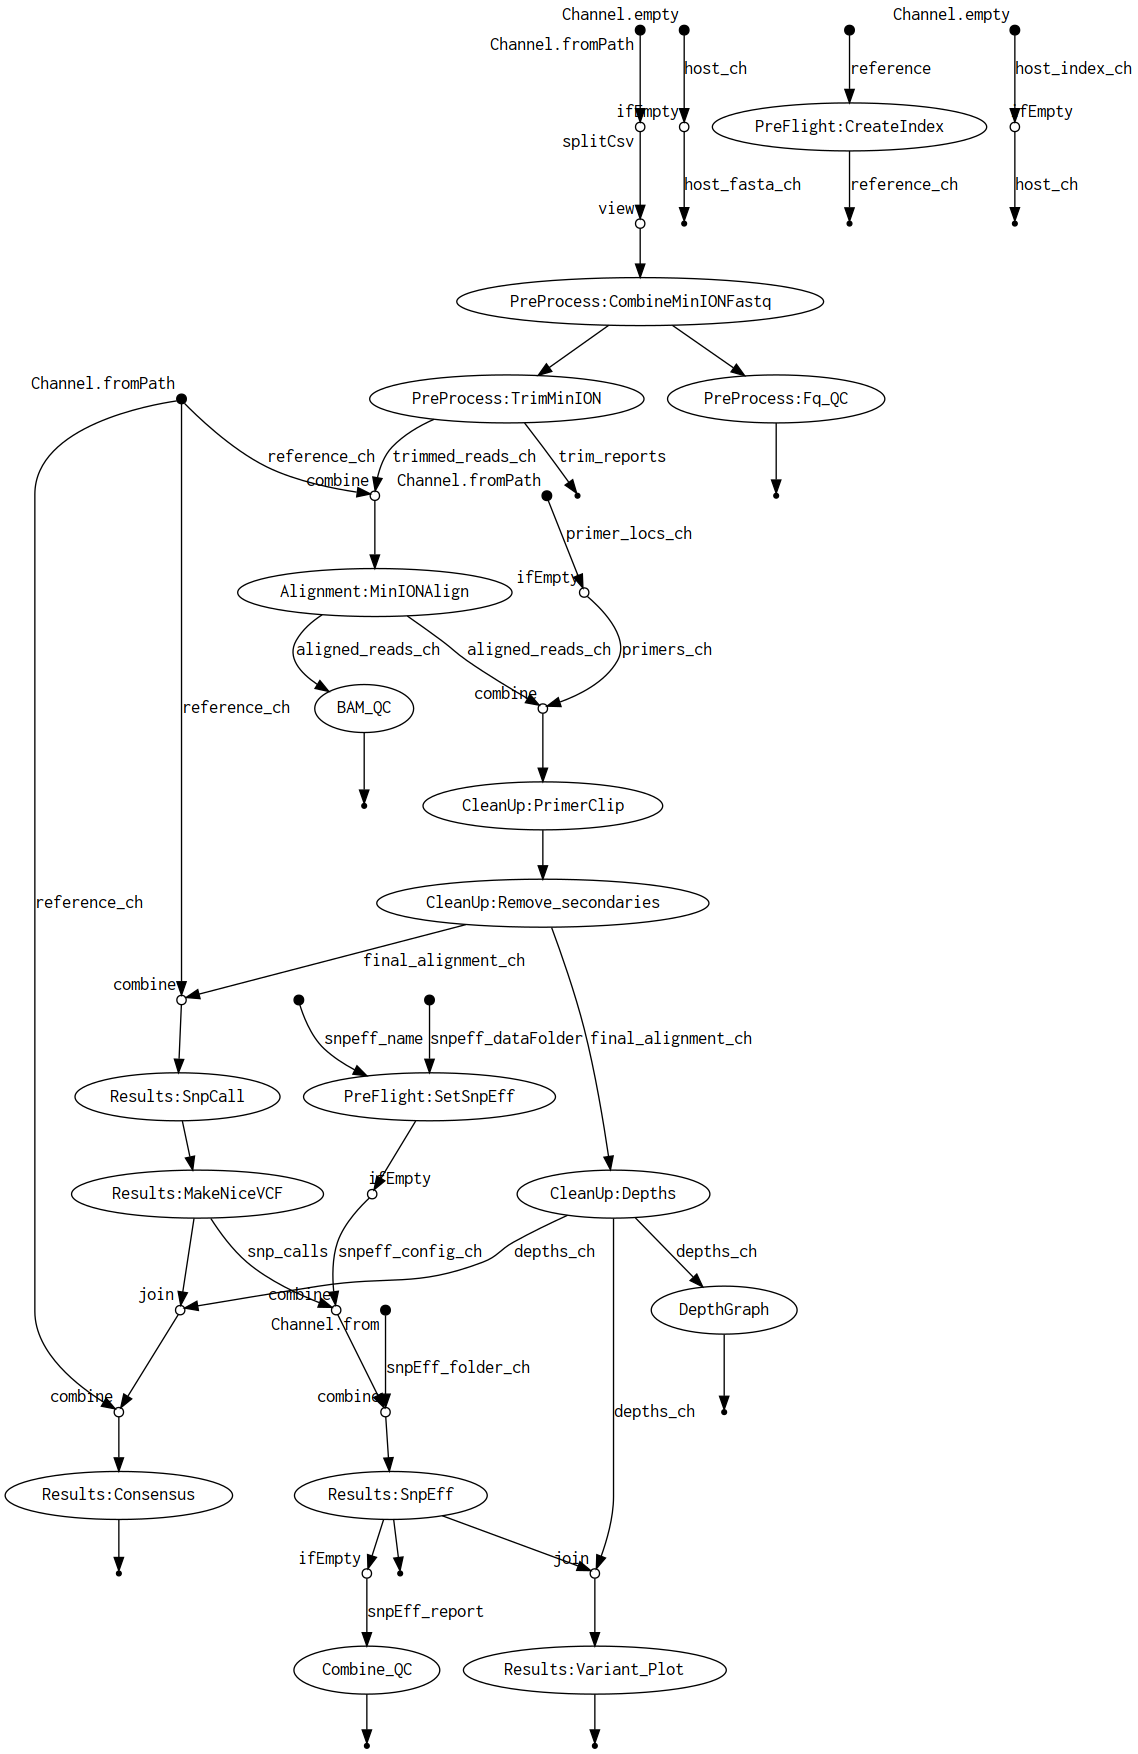 Channel.empty
Channel.empty
Channel.fromPath
host_ch
reference
host_index_ch
ifEmpty
ifEmpty
PreFlight:CreateIndex
splitCsv
host_fasta_ch
reference_ch
host_ch
view
PreProcess:CombineMinIONFastq
Channel.fromPath
PreProcess:TrimMinION
PreProcess:Fq_QC
reference_ch
trimmed_reads_ch
trim_reports
combine
Channel.fromPath
primer_locs_ch
ifEmpty
Alignment:MinIONAlign
aligned_reads_ch
aligned_reads_ch
primers_ch
combine
reference_ch
BAM_QC
CleanUp:PrimerClip
reference_ch
CleanUp:Remove_secondaries
final_alignment_ch
combine
snpeff_name
snpeff_dataFolder
final_alignment_ch
Results:SnpCall
PreFlight:SetSnpEff
ifEmpty
Results:MakeNiceVCF
CleanUp:Depths
snp_calls
snpeff_config_ch
depths_ch
depths_ch
join
combine
Channel.from
DepthGraph
snpEff_folder_ch
combine
combine
depths_ch
Results:Consensus
Results:SnpEff
ifEmpty
join
snpEff_report
Combine_QC
Results:Variant_Plot